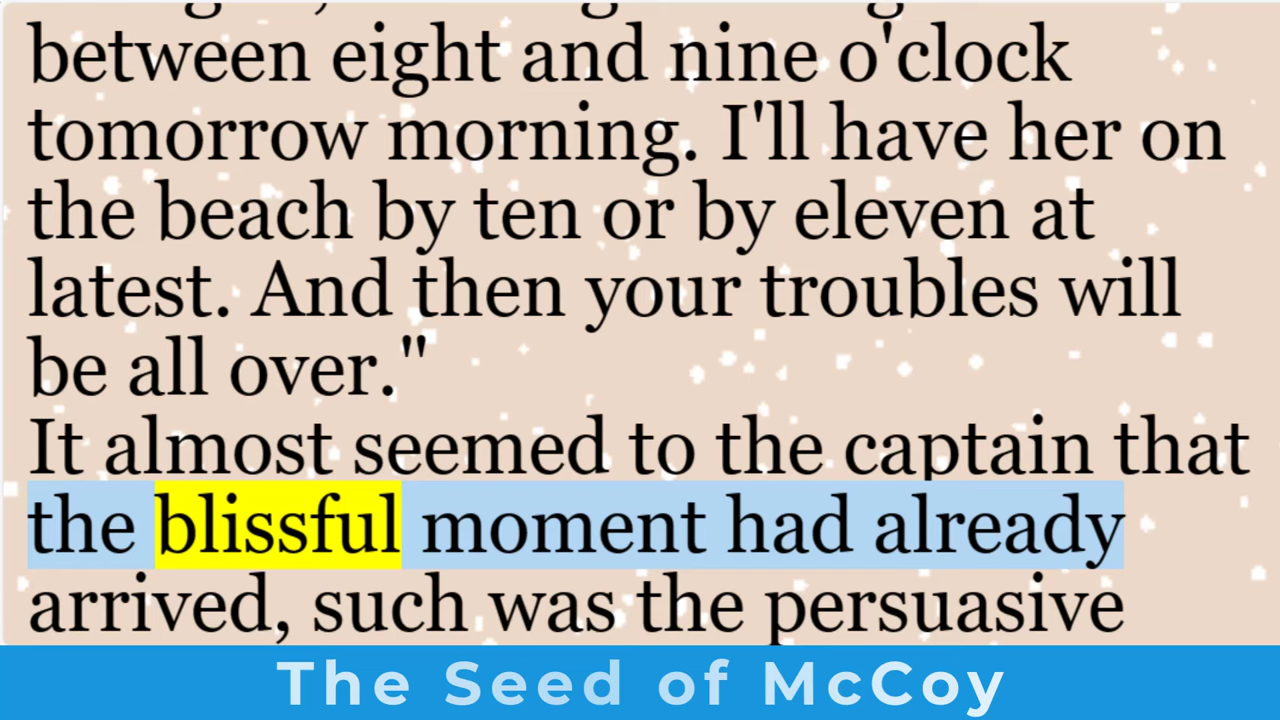 between eight and nine o'clock
tomorrow morning. I'll have her on
the beach by ten or by eleven at
latest. And then your troubles will
be all over."
It almost seemed to the captain that
the blissful moment had already
arrived, such was the persuasive
The Seed of McCoy